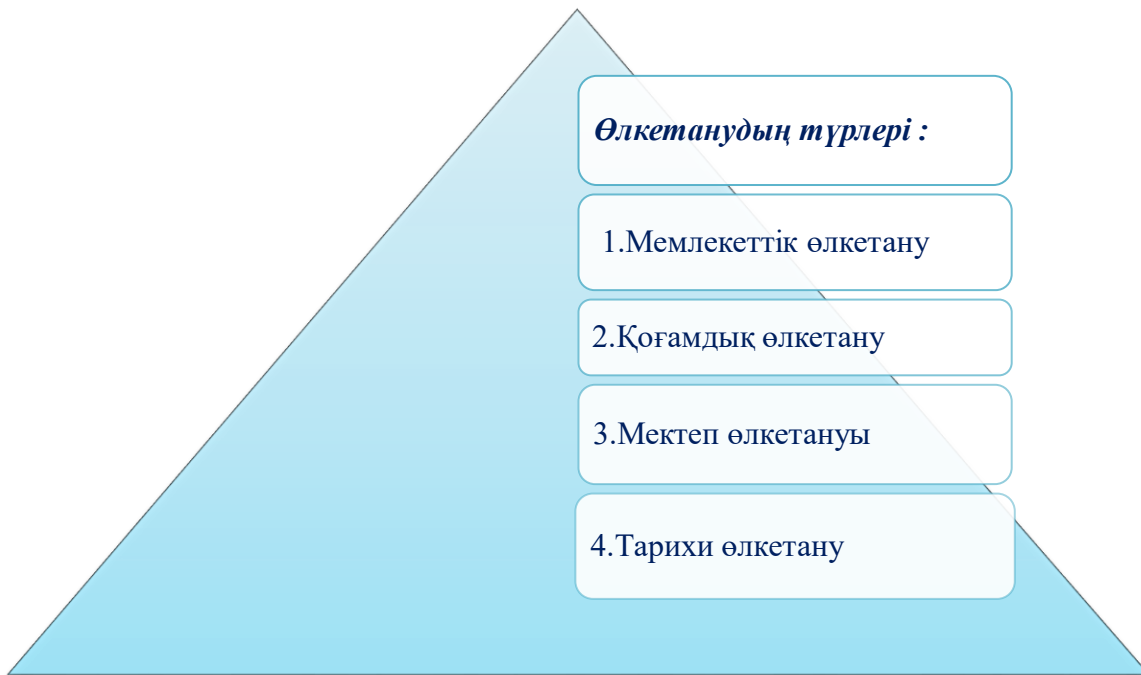 Өлкетанудың түрлері :
1.Мемлекеттік өлкетану
2.Қоғамдық өлкетану
3.Мектеп өлкетануы
4.Тарихи өлкетану